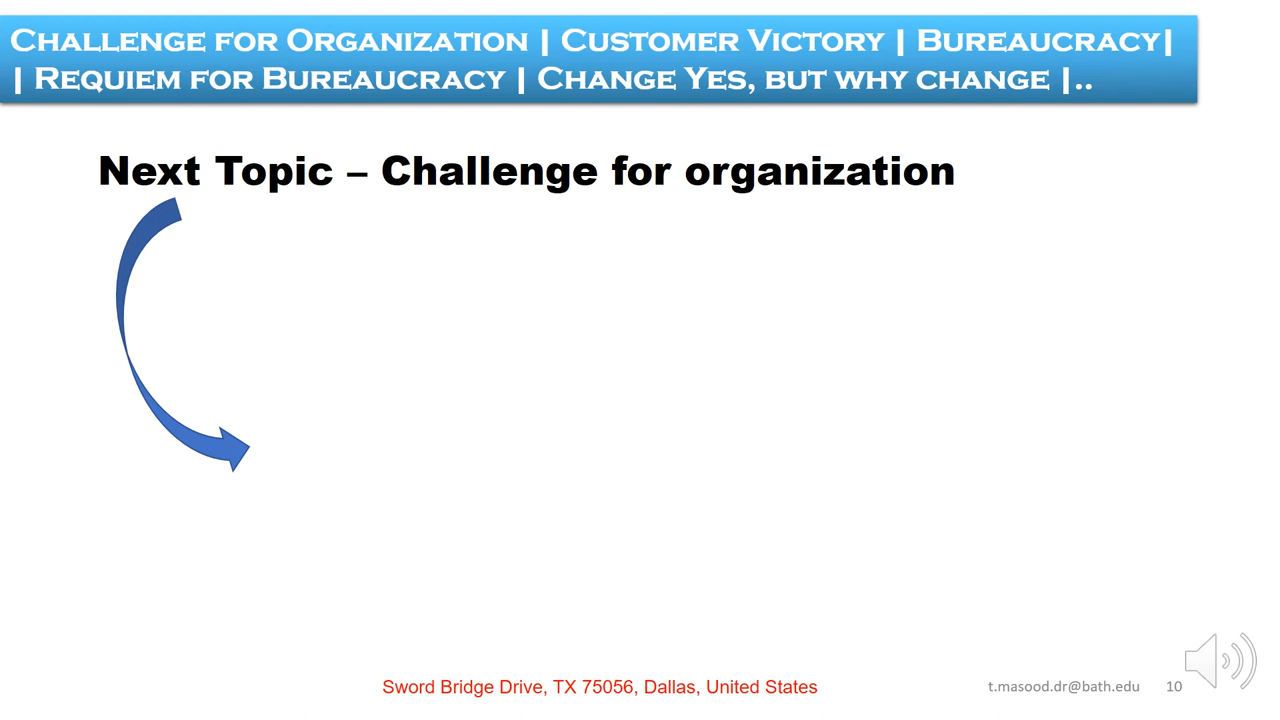 Challenge for Organization | Customer Victory | Bureaucracy|
| Requiem for Bureaucracy | Change Yes, but why change |..
Next Topic – Challenge for organization
Sword Bridge Drive, TX 75056, Dallas, United States
t.masood.dr@bath.edu
10